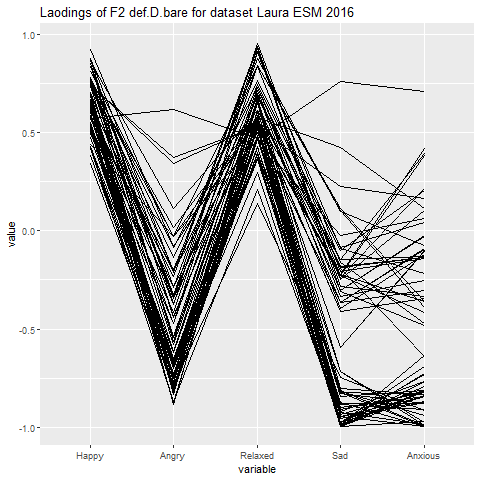 Laodings of F2 def.D.bare for dataset Laura ESM 2016
1.0
0.5
0.0
-0.5
-1.0
value
Happy Angry Relaxed Sad Anxious
variable